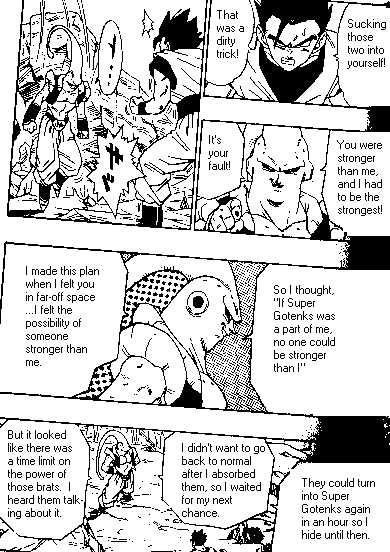 That
was a
dirty
trick!
Sucking
those
two into
yourself!
It's
your
fault!
You were
stronger
than me,
and I had
to be the
strongest!!
I made this plan
when I felt you
in far-off space
...I felt the
possibility of
someone
stronger than
me.
So I thought,
"If Super
Gotenks was
a part of me,
no one could
be stronger
than I"
But it looked
like there was
a time limit on
the power of
those brats. I
heard them talk-
ing about it.
I didn't want to go
back to normal
after I absorbed
them, so I waited
for my next
chance.
They could turn
into Super
Gotenks again
in an hour so I
hide until then.